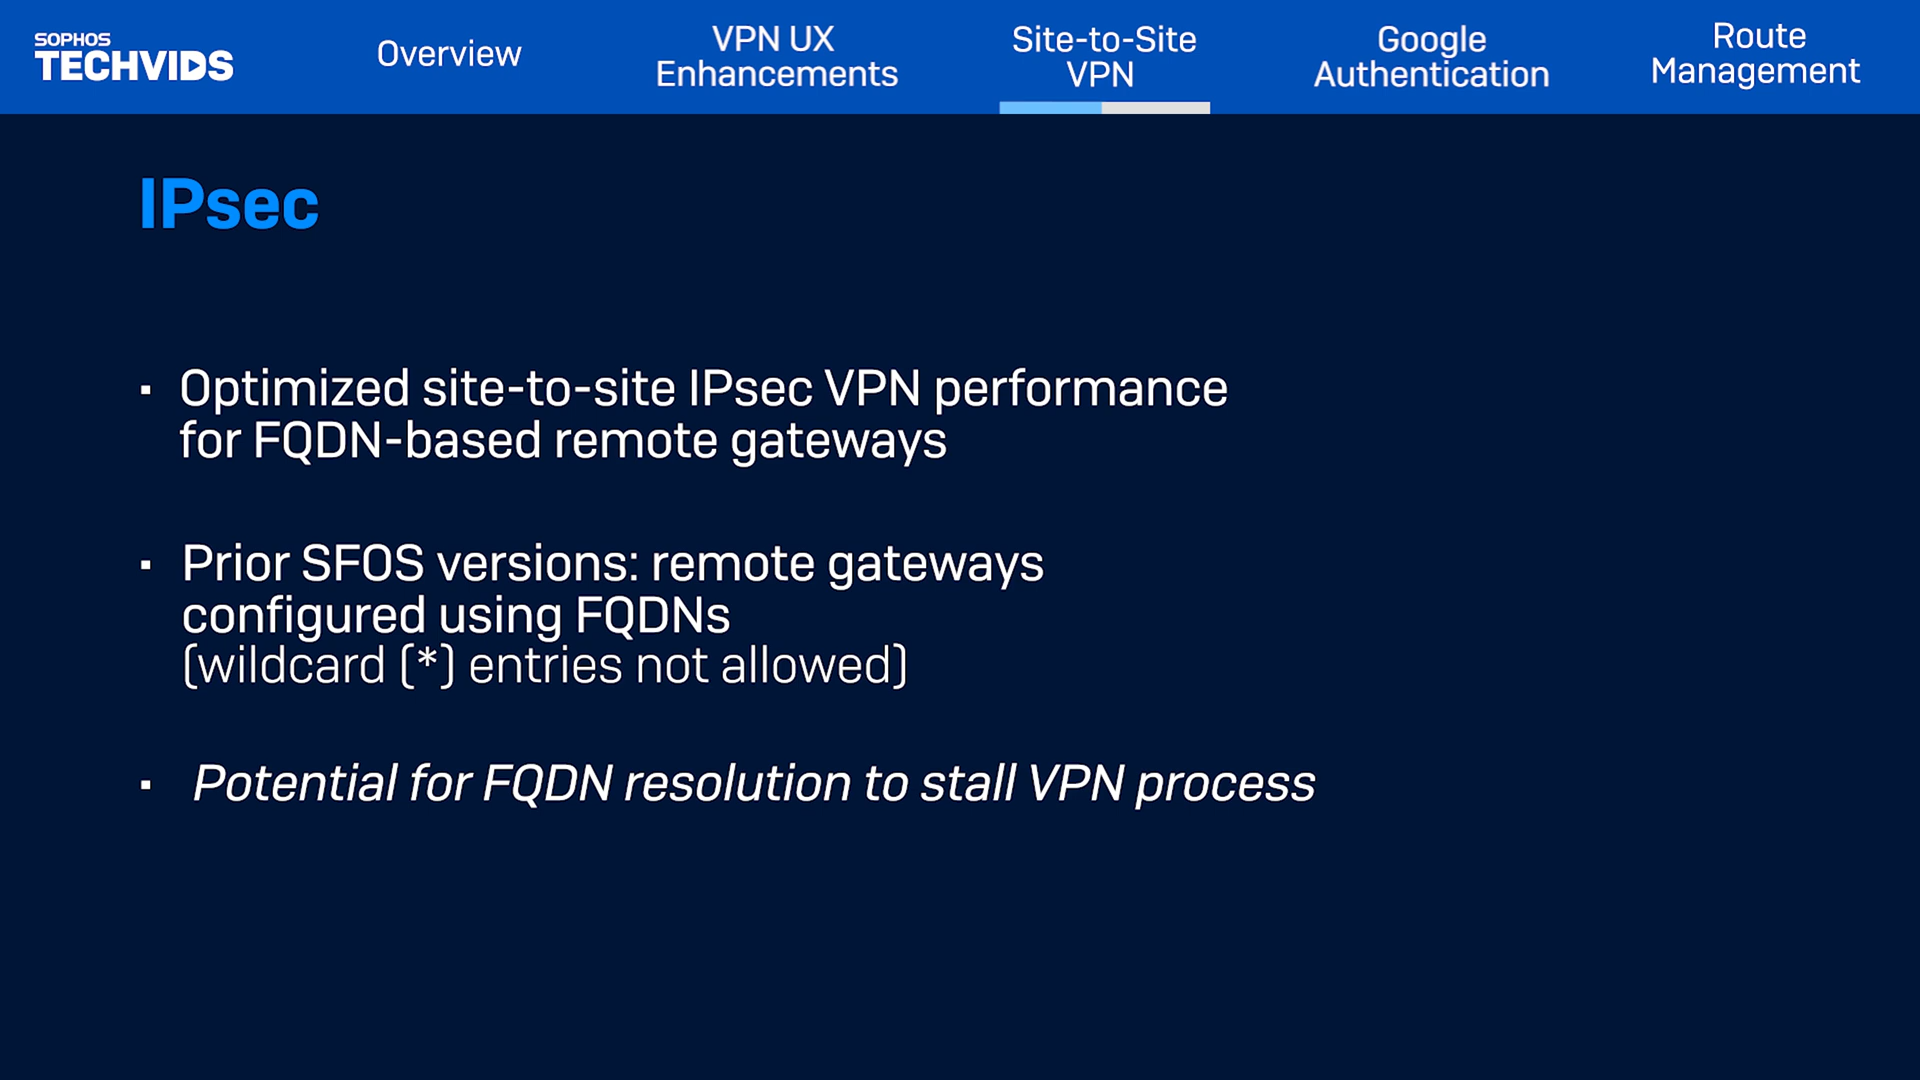 SOPHOS
TECHVIDS
Overview
VPN UX
Enhancements
Site-to-Site
VPN
Google
Authentication
Route
Management
IPsec
▪ Optimized site-to-site IPsec VPN performance
for FQDN-based remote gateways
▪ Prior SFOS versions: remote gateways
configured using FQDNs
(wildcard (*) entries not allowed)
▪ Potential for FQDN resolution to stall VPN process